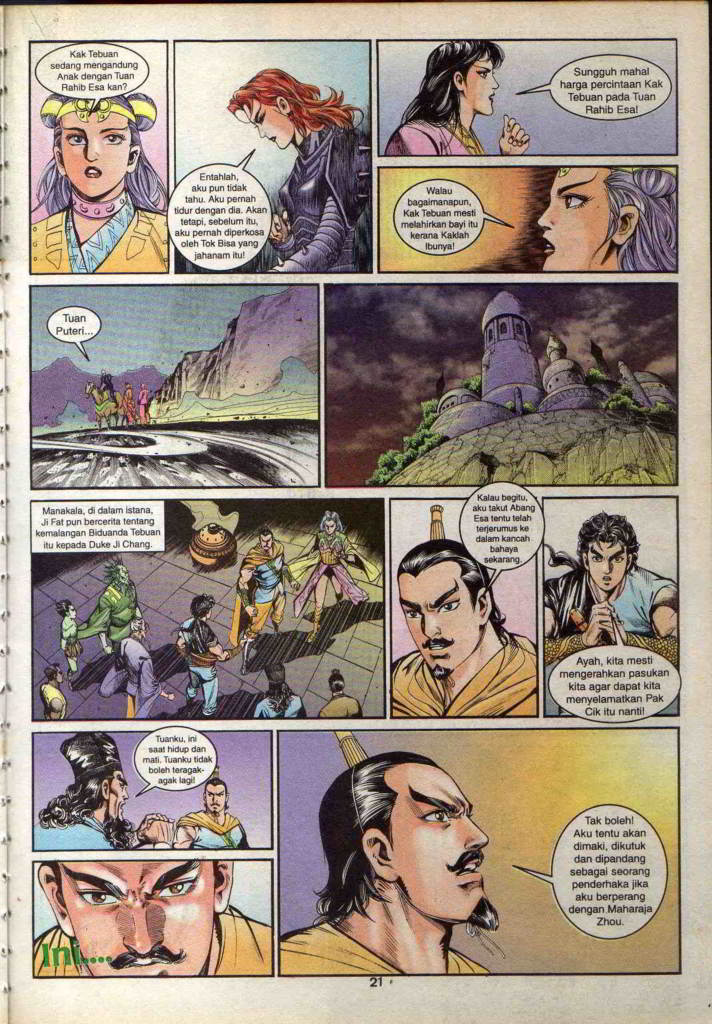 Kak Tebuan
sedang mengandung
Anak dengan Tuan
Rahib Esa kan?
Entahlah,
aku pun tidak
tahu. Aku pernah
tidur dengan dia. Akan
tetapi, sebelum itu,
aku pernah diperkosa
oleh Tok Bisa yang
jahanam itu!
Sungguh mahal
harga percintaan Kak
Tebuan pada Tuan
Rahib Esa!
Walau
bagaimanapun,
Kak Tebuan mesti
melahirkan bayi itu
kerana Kaklah
Ibunya!
Tuan
Puteri...
Manakala, di dalam istana,
Ji Fat pun bercerita tentang
kemalangan Biduanda Tebuan
itu kepada Duke Ji Chang.
Kalau begitu,
aku takut Abang
Esa tentu telah
terjerumus ke
dalam kancah
bahaya
sekarang.
Ayah, kita mesti
mengerahkan pasukan
kita agar dapat kita
menyelamatkan Pak
Cik itu nanti!
Tuanku, ini
saat hidup dan
mati. Tuanku tidak
boleh teragak-
agak lagi!
Ini....
Tak boleh!
Aku tentu akan
dimaki, dikutuk
dan dipandang
sebagai seorang
penderhaka jika
aku berperang
dengan Maharaja
Zhou.
21